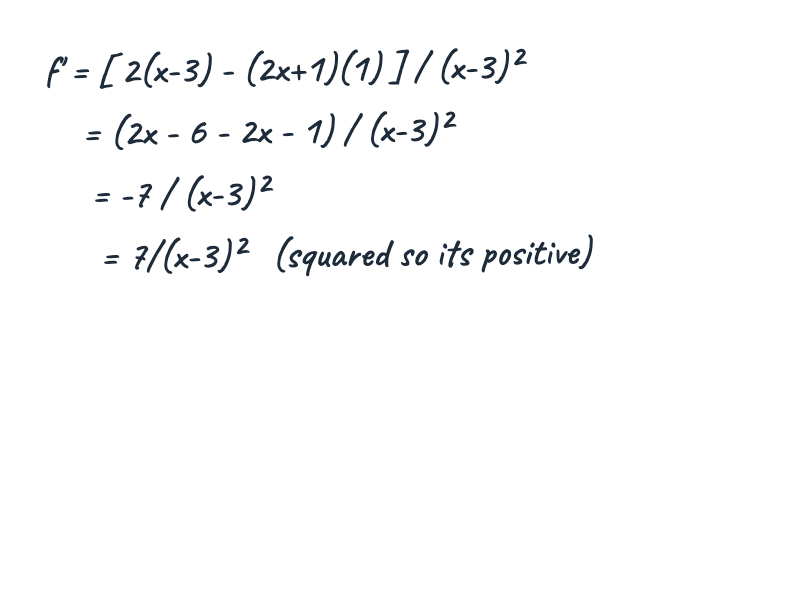 f' = [ 2(x-3) - (2x+1)(1) ] / (x-3)²
= (2x - 6 - 2x - 1) / (x-3)²
= -7 / (x-3)²
= 7/(x-3)² (squared so its positive)